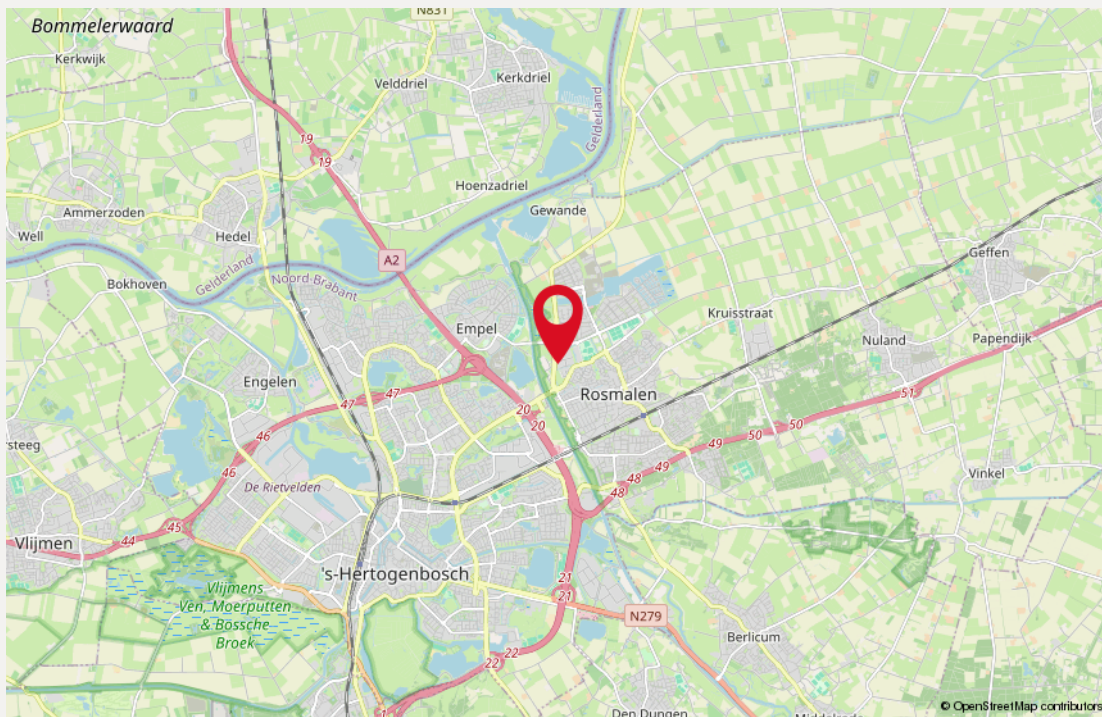 N831
Bommelerwaard
Kerkwijk
Velddriel
Kerkdriel
Gelderland
19
19
Hoenzadriel
Ammerzoden
Gewande
Well
Hedel
A2
Geffen
Gelderland
Noord-Brabant
Bokhoven
Kruisstraat
Empel
Nuland
Papendijk
Engelen
47
47
Rosmalen
51
20
20
46
50
50
49
49
rsteeg
46
48
48
Vinkel
De Rietvelden
45
44
Vlijmen
's-Hertogenbosch
21
21
Vlijmens
Ven, Moerputten
& Bossche
Broek
N279
Berlicum
22
22
1
Den Dungen
Middelrode
© OpenStreetMap contributors